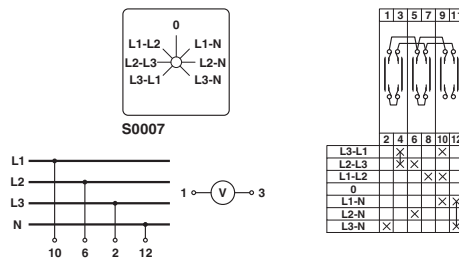 0
L1-L2 L1-N
L2-L3 L2-N
L3-L1 L3-N
S0007
L1
L2
L3
N
10 6 2 12
1 V 3
1 3 5 7 9 11
2 4 6 8 10 12
L3-L1
L2-L3
L1-L2
0
L1-N
L2-N
L3-N